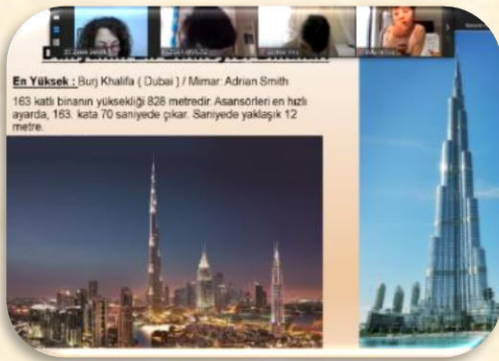 En Yüksek : Burj Khalifa ( Dubai ) / Mimar: Adrian Smith
163 katlı binanın yüksekliği 828 metredir. Asansörleri en hızlı
ayarda, 163. kata 70 saniyede çıkar. Saniyede yaklaşık 12
metre.